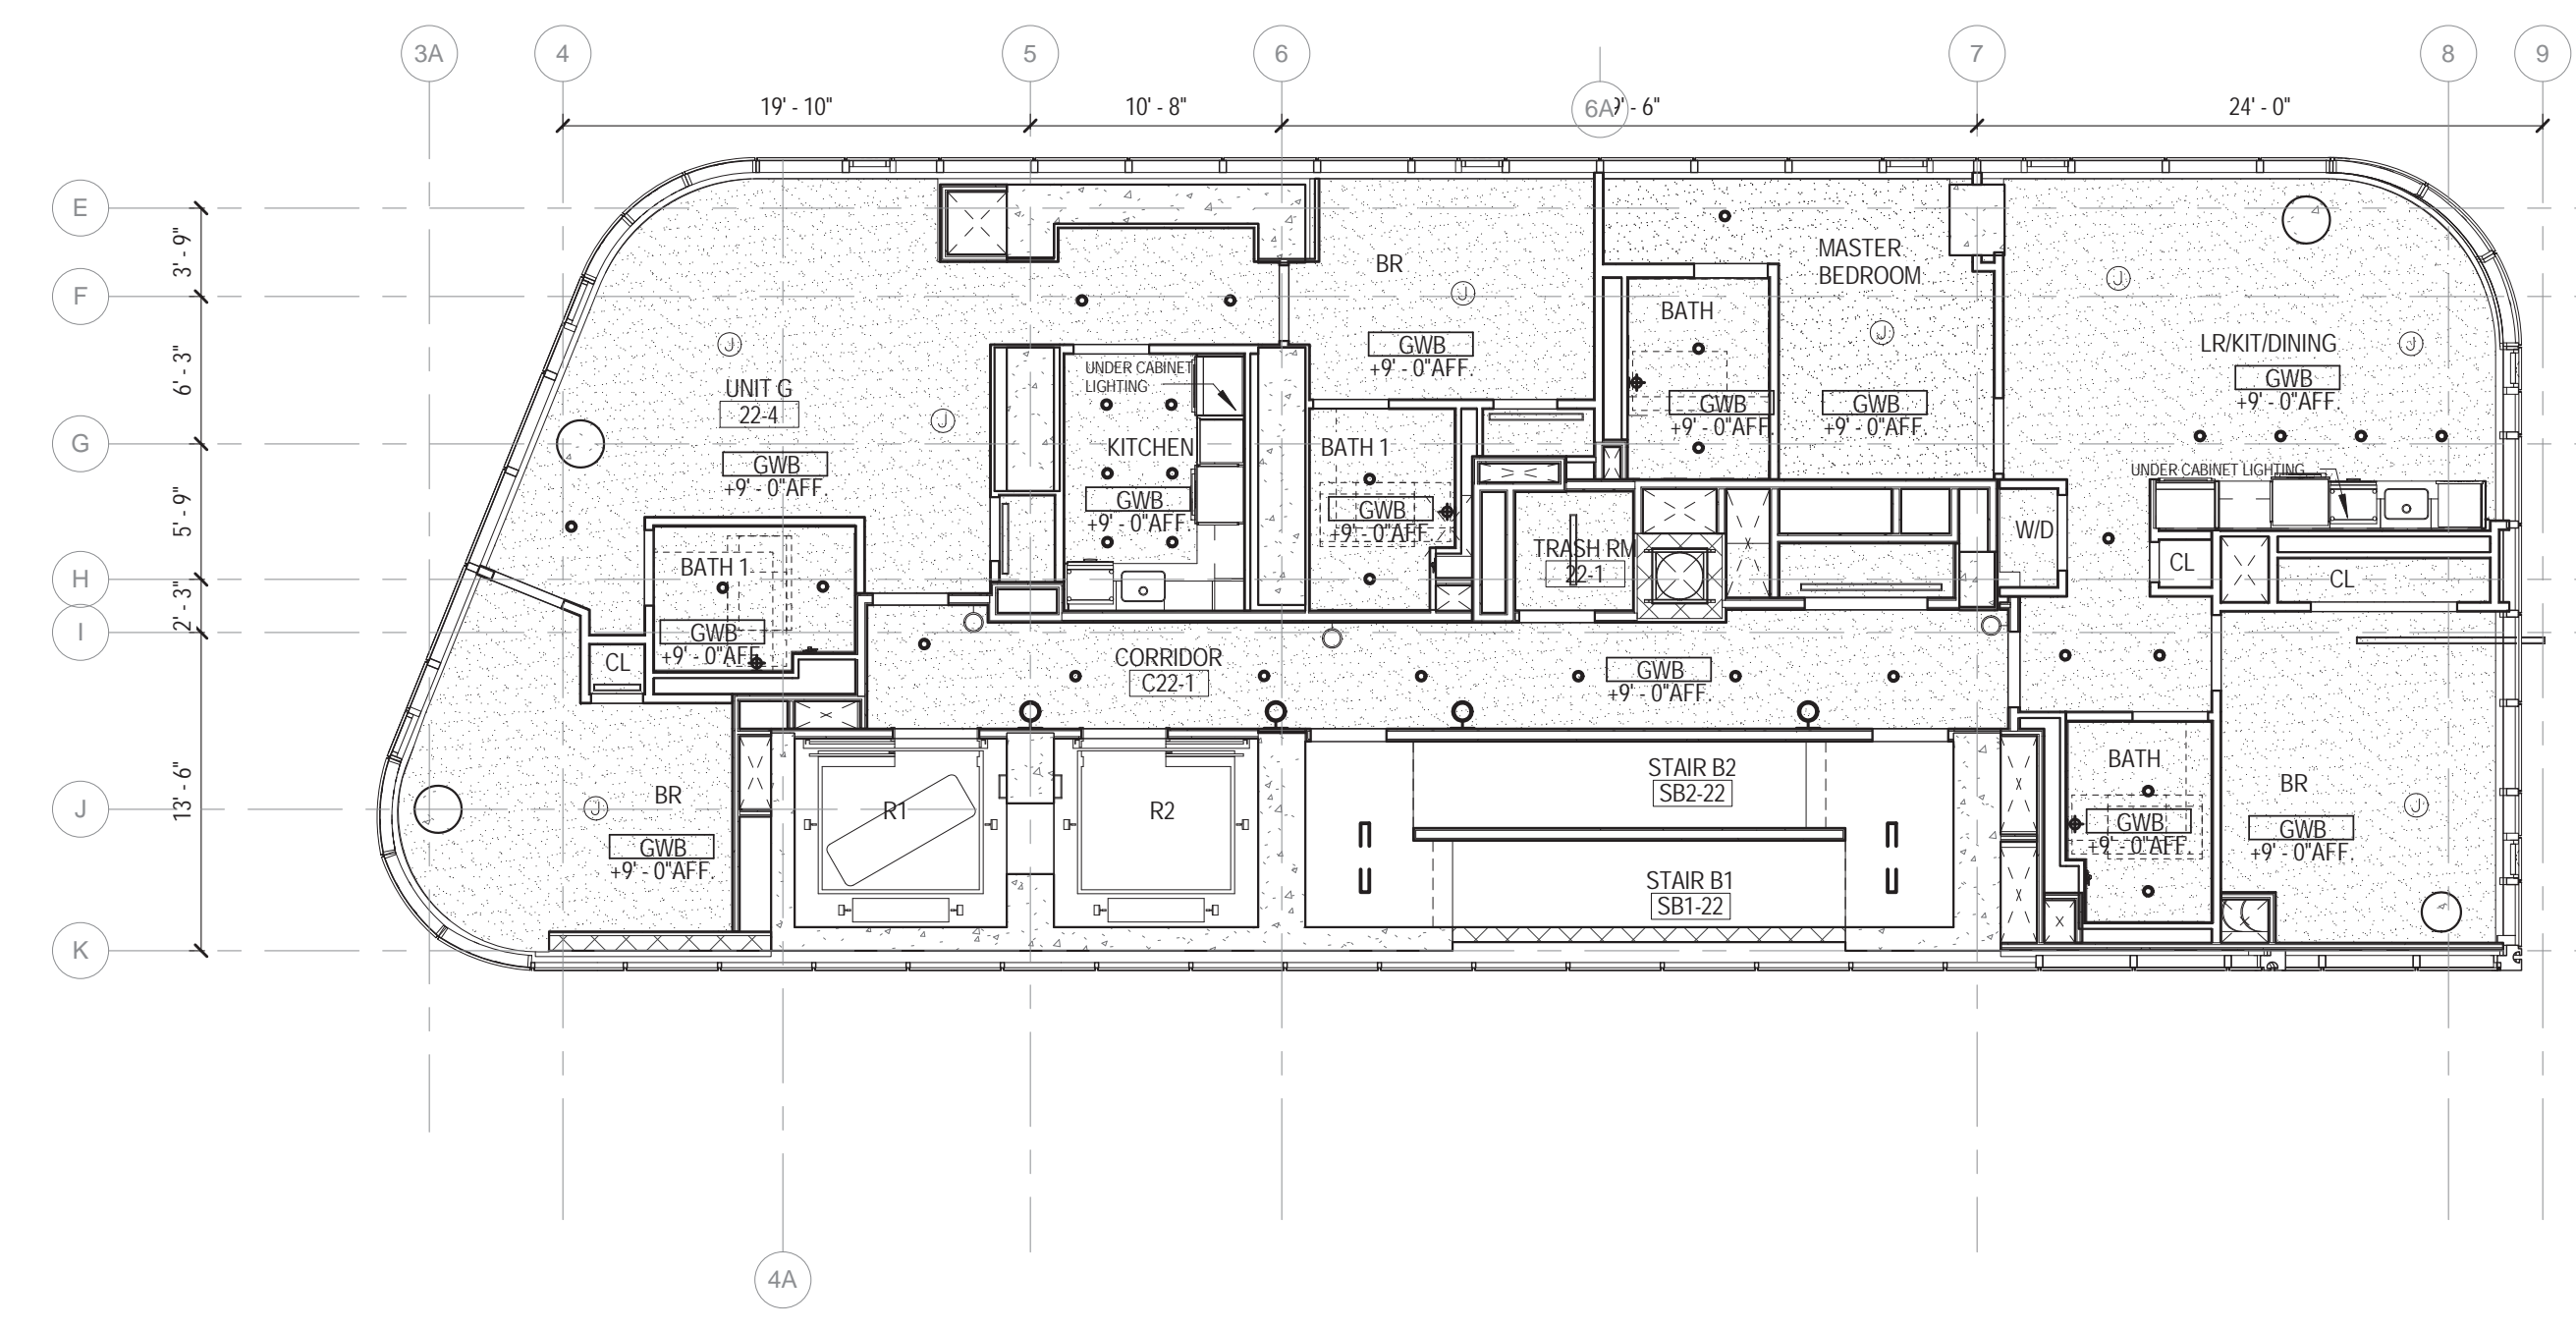 3A
4
5
6
6A
7
8
9
19' - 10"
10' - 8"
' - 6"
24' - 0"
E
F
G
H
I
J
K
3' - 9"
6' - 3"
5' - 9"
2' - 3"
13' - 6"
4A
UNIT G
22-4
GWB
+9' - 0"AFF.
J
J
UNDER CABINET
LIGHTING
KITCHEN
GWB
+9' - 0"AFF.
BR
J
GWB
+9' - 0"AFF.
BATH 1
GWB
+9' - 0"AFF.
BATH
GWB
+9' - 0"AFF.
MASTER
BEDROOM
J
GWB
+9' - 0"AFF.
J
J
LR/KIT/DINING
GWB
+9' - 0"AFF.
UNDER CABINET LIGHTING
W/D
CL
CL
TRASH RM
22-1
BATH 1
GWB
+9' - 0"AFF.
CL
CORRIDOR
C22-1
GWB
+9' - 0"AFF.
BR
J
GWB
+9' - 0"AFF.
R1
R2
STAIR B2
SB2-22
STAIR B1
SB1-22
BATH
GWB
+9' - 0"AFF.
BR
J
GWB
+9' - 0"AFF.